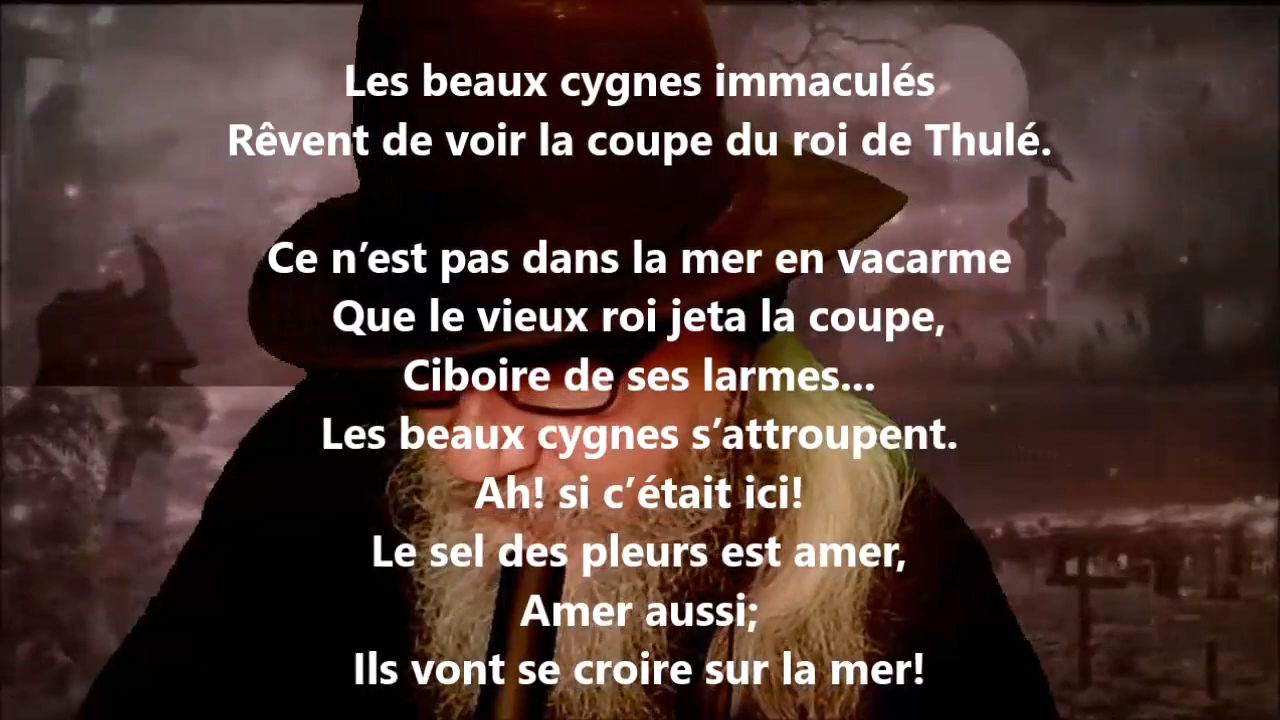 Les beaux cygnes immaculés
Rêvent de voir la coupe du roi de Thulé.
Ce n’est pas dans la mer en vacarme
Que le vieux roi jeta la coupe,
Ciboire de ses larmes...
Les beaux cygnes s’attroupent.
Ah! si c’était ici!
Le sel des pleurs est amer,
Amer aussi;
Ils vont se croire sur la mer!